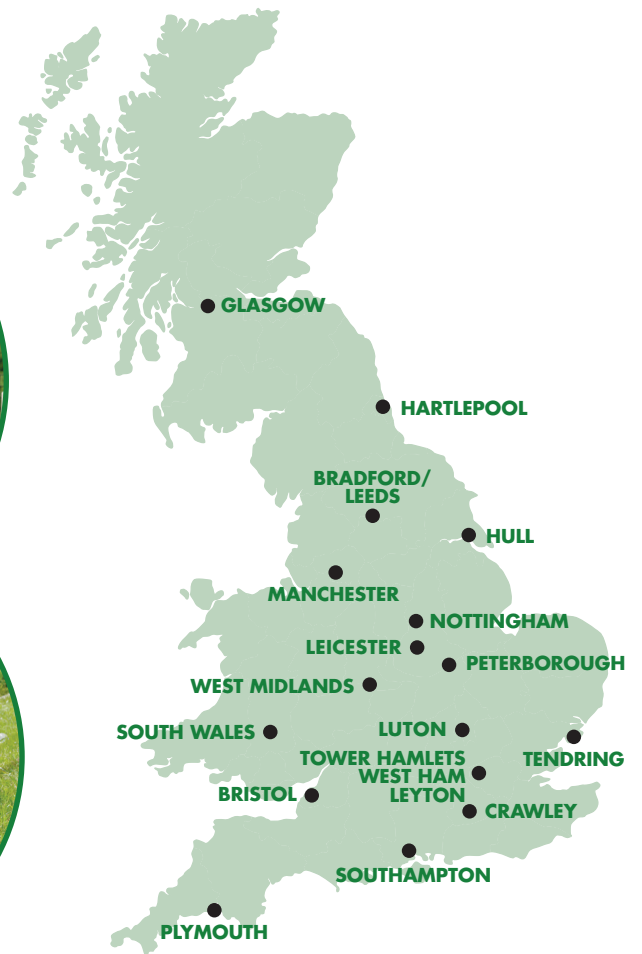 GLASGOW
HARTLEPOOL
BRADFORD/
LEEDS
HULL
MANCHESTER
NOTTINGHAM
LEICESTER
PETERBOROUGH
WEST MIDLANDS
SOUTH WALES
LUTON
TENDRING
TOWER HAMLETS
WEST HAM
LEYTON
BRISTOL
CRAWLEY
SOUTHAMPTON
PLYMOUTH